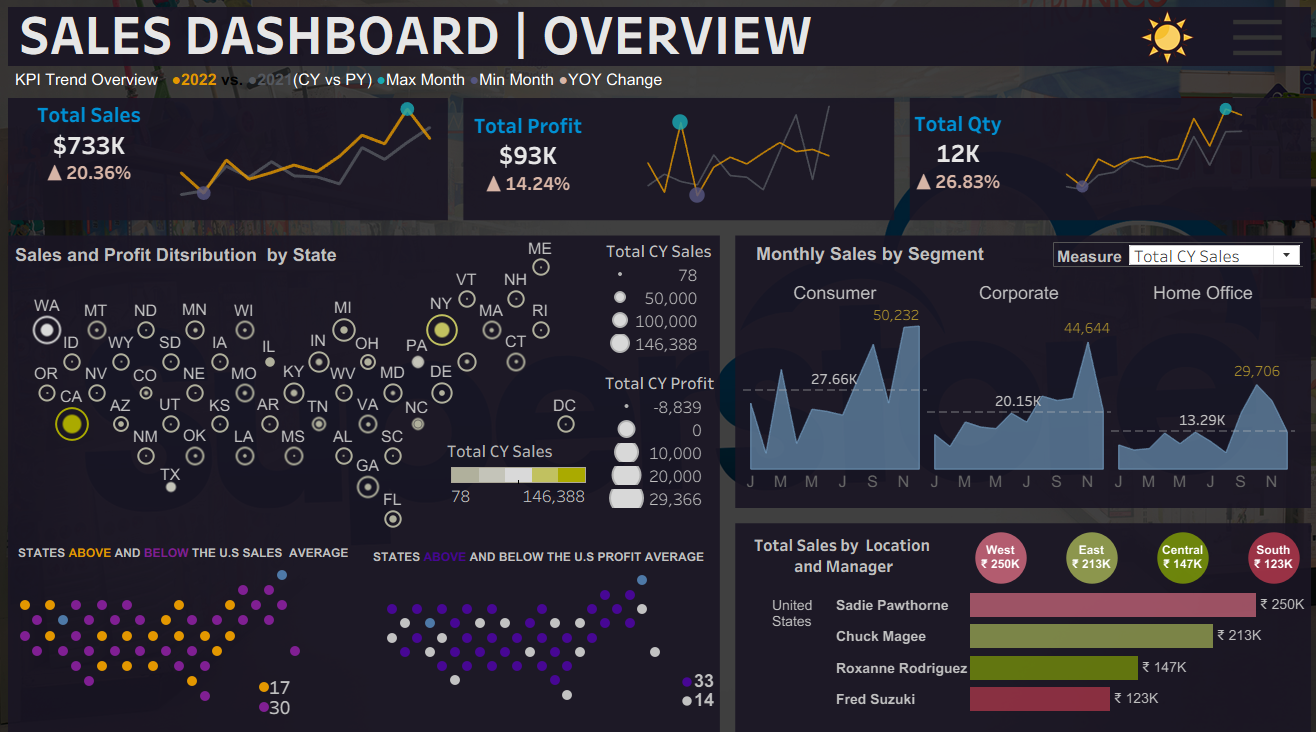 SALES DASHBOARD | OVERVIEW
KPI Trend Overview ●2022 vs. ●2021(CY vs PY) ●Max Month ●Min Month ●YOY Change
Total Sales
$733K
▲ 20.36%
Total Profit
$93K
▲ 14.24%
Total Qty
12K
▲ 26.83%
Sales and Profit Ditsribution by State
ME
VT NH
WA MT ND MN WI MI NY MA RI
ID WY SD IA IL IN OH PA CT
OR NV CO NE MO KY WV MD DE
CA AZ UT KS AR TN VA NC DC
NM OK LA MS AL SC
TX GA
FL
Total CY Sales
78
50,000
100,000
146,388
Total CY Profit
-8,839
0
10,000
20,000
29,366
Total CY Sales
78 146,388
STATES ABOVE AND BELOW THE U.S SALES AVERAGE
17
30
STATES ABOVE AND BELOW THE U.S PROFIT AVERAGE
33
14
Monthly Sales by Segment
Measure Total CY Sales
Consumer Corporate Home Office
50,232 44,644 29,706
27.66K 20.15K 13.29K
J M M J S N J M M J S N J M M J S N
Total Sales by Location
and Manager
West
₹ 250K
East
₹ 213K
Central
₹ 147K
South
₹ 123K
United
States
Sadie Pawthorne ₹ 250K
Chuck Magee ₹ 213K
Roxanne Rodriguez ₹ 147K
Fred Suzuki ₹ 123K